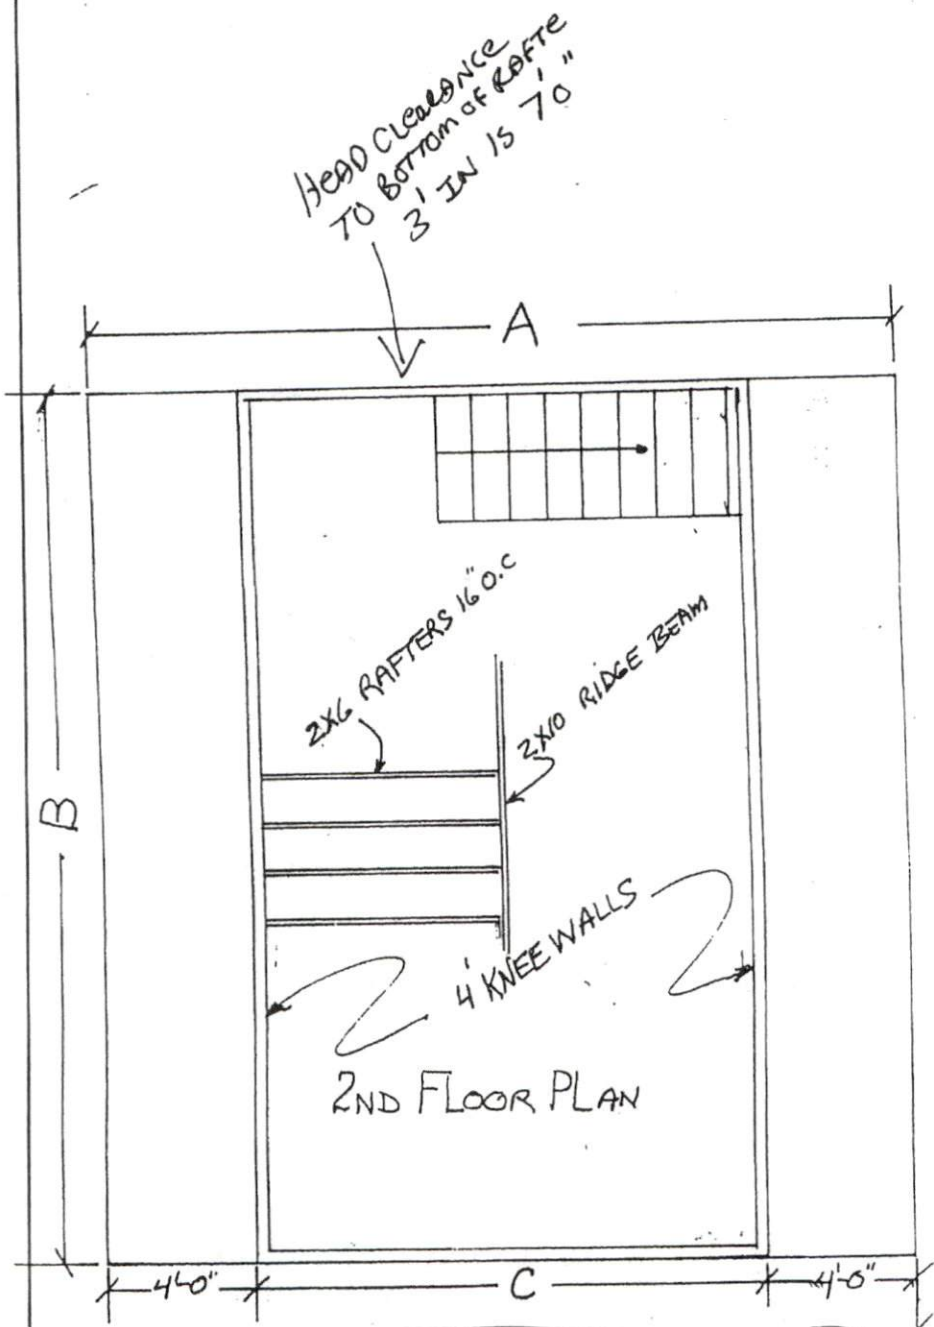 HEAD CLEARANCE
TO BOTTOM OF RAFTE
3' IN IS 7'0"
A
2X6 RAFTERS 16" O.C
2X10 RIDGE BEAM
B
4' KNEE WALLS
2ND FLOOR PLAN
4'-0"
C
4'-0"